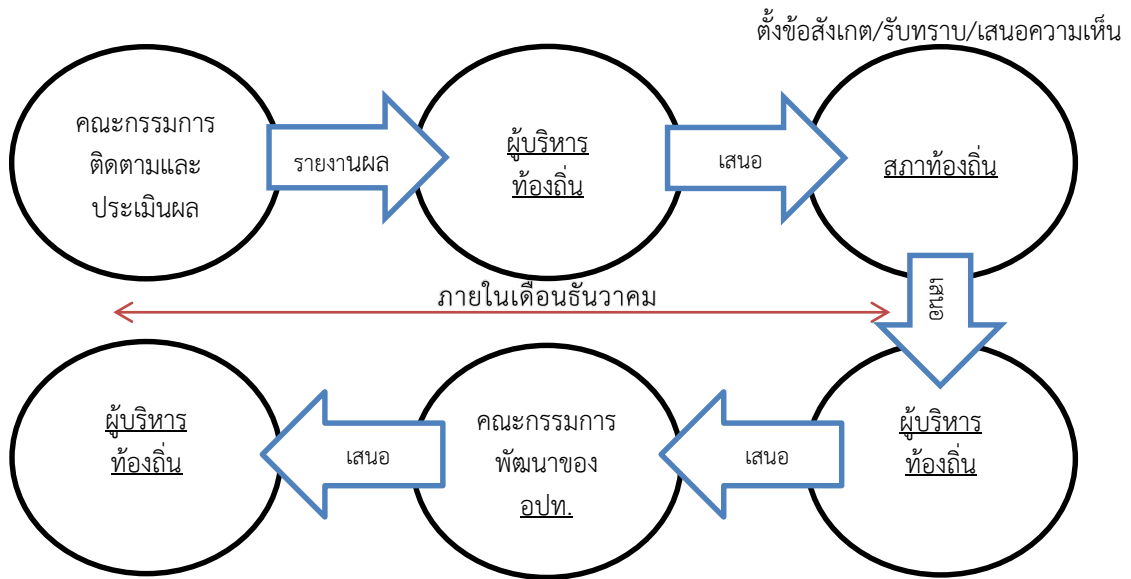 ตั้งข้อสังเกต/รับทราบ/เสนอความเห็น
คณะกรรมการ
ติดตามและ
ประเมินผล
รายงานผล
ผู้บริหาร
ท้องถิ่น
เสนอ
สภาท้องถิ่น
เสนอ
ภายในเดือนธันวาคม
ผู้บริหาร
ท้องถิ่น
เสนอ
คณะกรรมการ
พัฒนาของ
อปท.
เสนอ
ผู้บริหาร
ท้องถิ่น